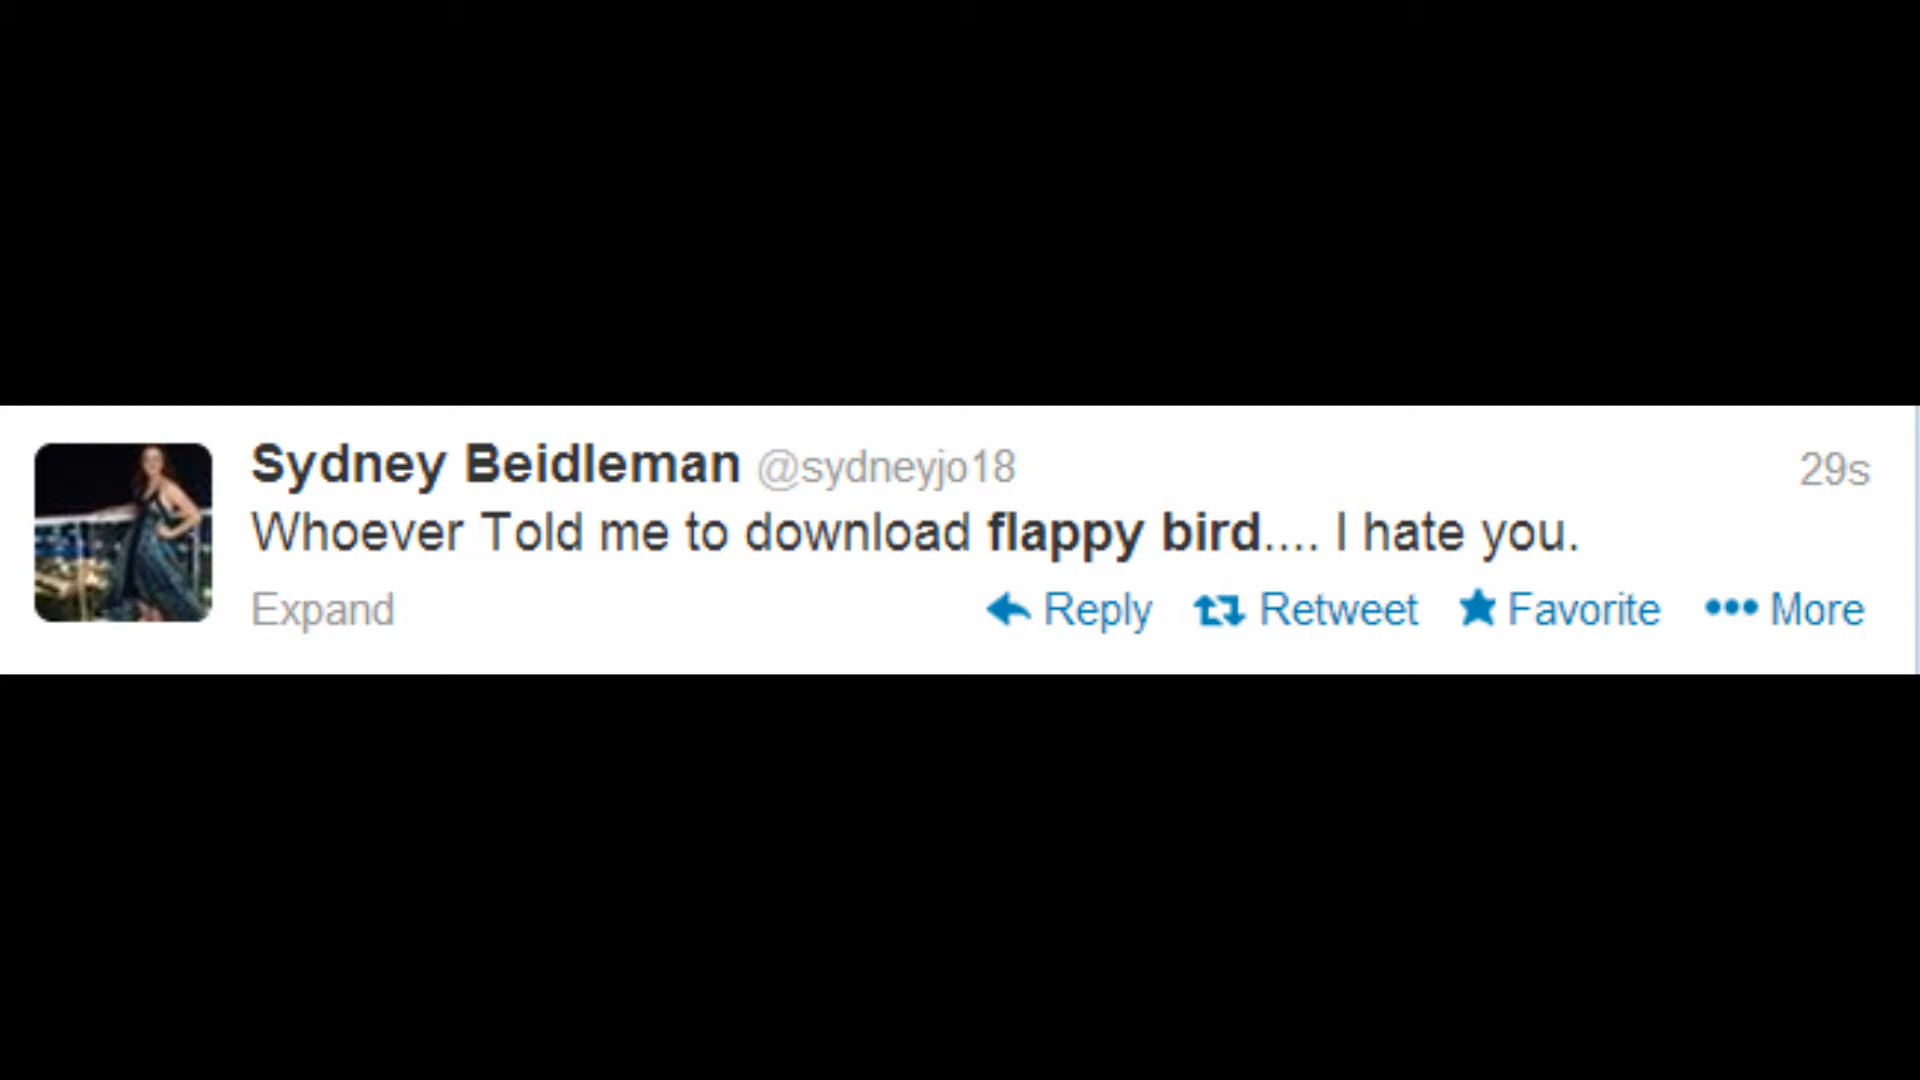 Sydney Beidleman @sydneyjo18 29s
Whoever Told me to download flappy bird.... I hate you.
Expand Reply Retweet Favorite More